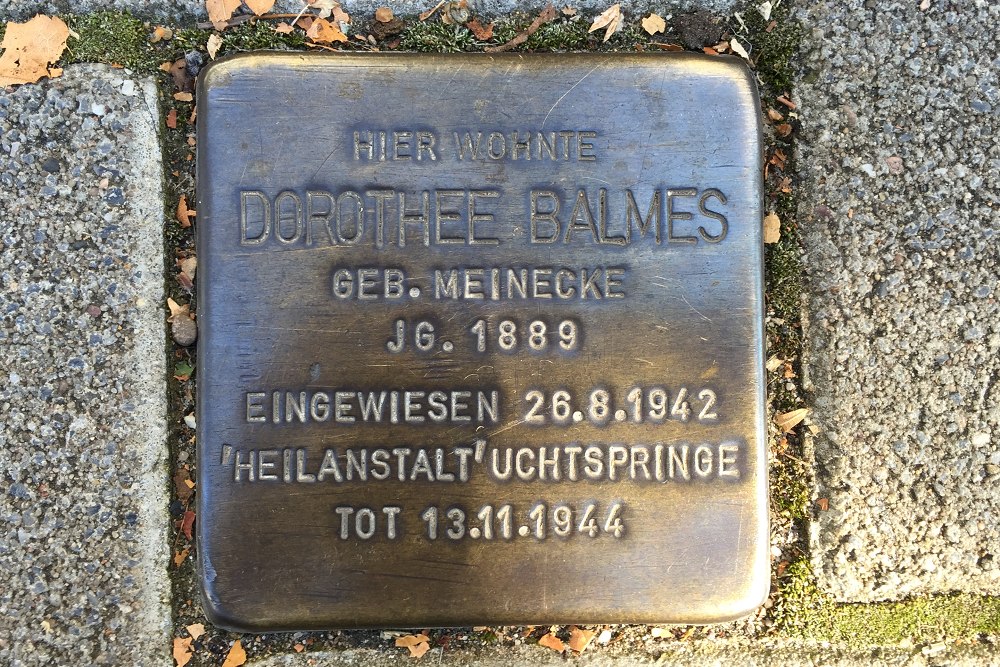 HIER WOHNTE
DOROTHEE BALMES
GEB. MEINECKE
JG. 1889
EINGEWIESEN 26.8.1942
'HEILANSTALT' UCHTSPRINGE
TOT 13.11.1944